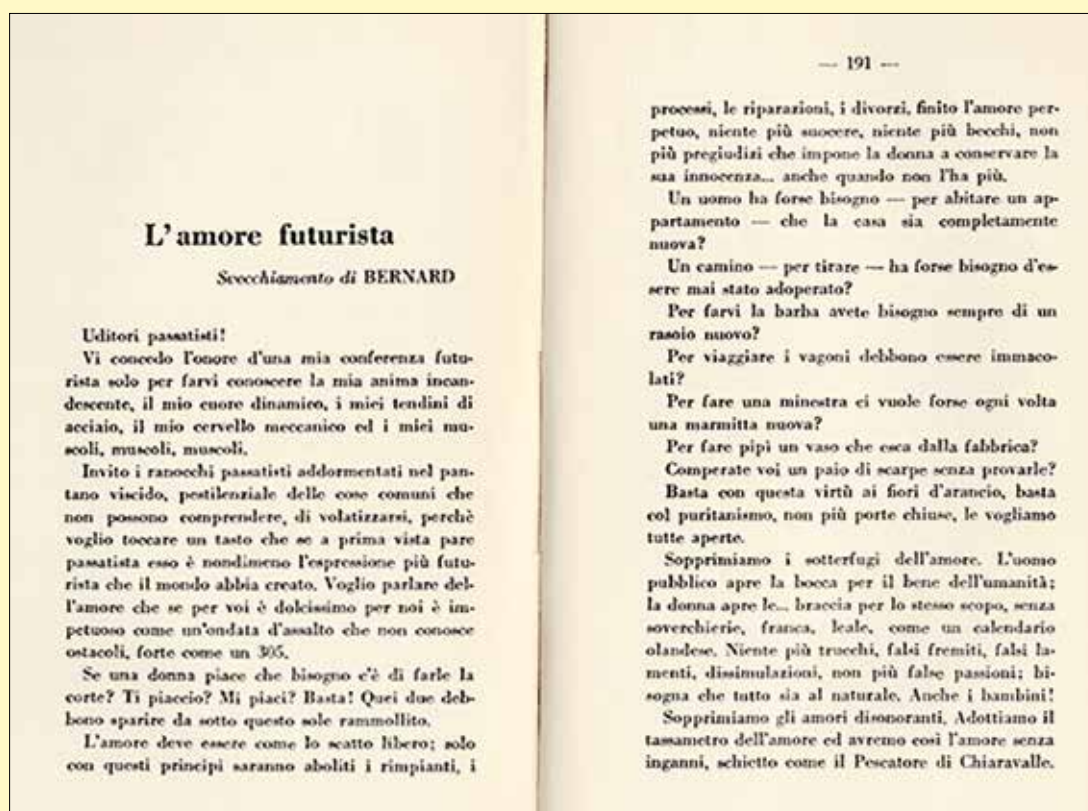 L'amore futurista
Svecchiamento di BERNARD
Uditori passatisti!
Vi concedo l'onore d'una mia conferenza futu-
rista solo per farvi conoscere la mia anima incan-
descente, il mio cuore dinamico, i miei tendini di
acciaio, il mio cervello meccanico ed i miei mu-
scoli, muscoli, muscoli.
Invito i ranocchi passatisti addormentati nel pan-
tano viscido, pestilenziale delle cose comuni che
non possono comprendere, di volatizzarsi, perchè
voglio toccare un tasto che se a prima vista pare
passatista esso è nondimeno l'espressione più futu-
rista che il mondo abbia creato. Voglio parlare del-
l'amore che se per voi è dolcissimo per noi è im-
petuoso come un'ondata d'assalto che non conosce
ostacoli, forte come un 305.
Se una donna piace che bisogno c'è di farle la
corte? Ti piaccio? Mi piaci? Basta! Quei due deb-
bono sparire da sotto questo sole rammollito.
L'amore deve essere come lo scatto libero; solo
con questi principi saranno aboliti i rimpianti, i
— 191 —
processi, le riparazioni, i divorzi, finito l'amore per-
petuo, niente più suocere, niente più becchi, non
più pregiudizi che impone la donna a conservare la
sua innocenza... anche quando non l'ha più.
Un uomo ha forse bisogno — per abitare un ap-
partamento — che la casa sia completamente
nuova?
Un camino — per tirare — ha forse bisogno d'es-
sere mai stato adoperato?
Per farvi la barba avete bisogno sempre di un
rasoio nuovo?
Per viaggiare i vagoni debbono essere immaco-
lati?
Per fare una minestra ci vuole forse ogni volta
una marmitta nuova?
Per fare pipì un vaso che esca dalla fabbrica?
Comperate voi un paio di scarpe senza provarle?
Basta con questa virtù ai fiori d'arancio, basta
col puritanismo, non più porte chiuse, le vogliamo
tutte aperte.
Sopprimiamo i sotterfugi dell'amore. L'uomo
pubblico apre la bocca per il bene dell'umanità;
la donna apre le... braccia per lo stesso scopo, senza
soverchierie, franca, leale, come un calendario
olandese. Niente più trucchi, falsi fremiti, falsi la-
menti, dissimulazioni, non più false passioni; bi-
sogna che tutto sia al naturale. Anche i bambini!
Sopprimiamo gli amori disonoranti. Adottiamo il
tassametro dell'amore ed avremo così l'amore senza
inganni, schietto come il Pescatore di Chiaravalle.